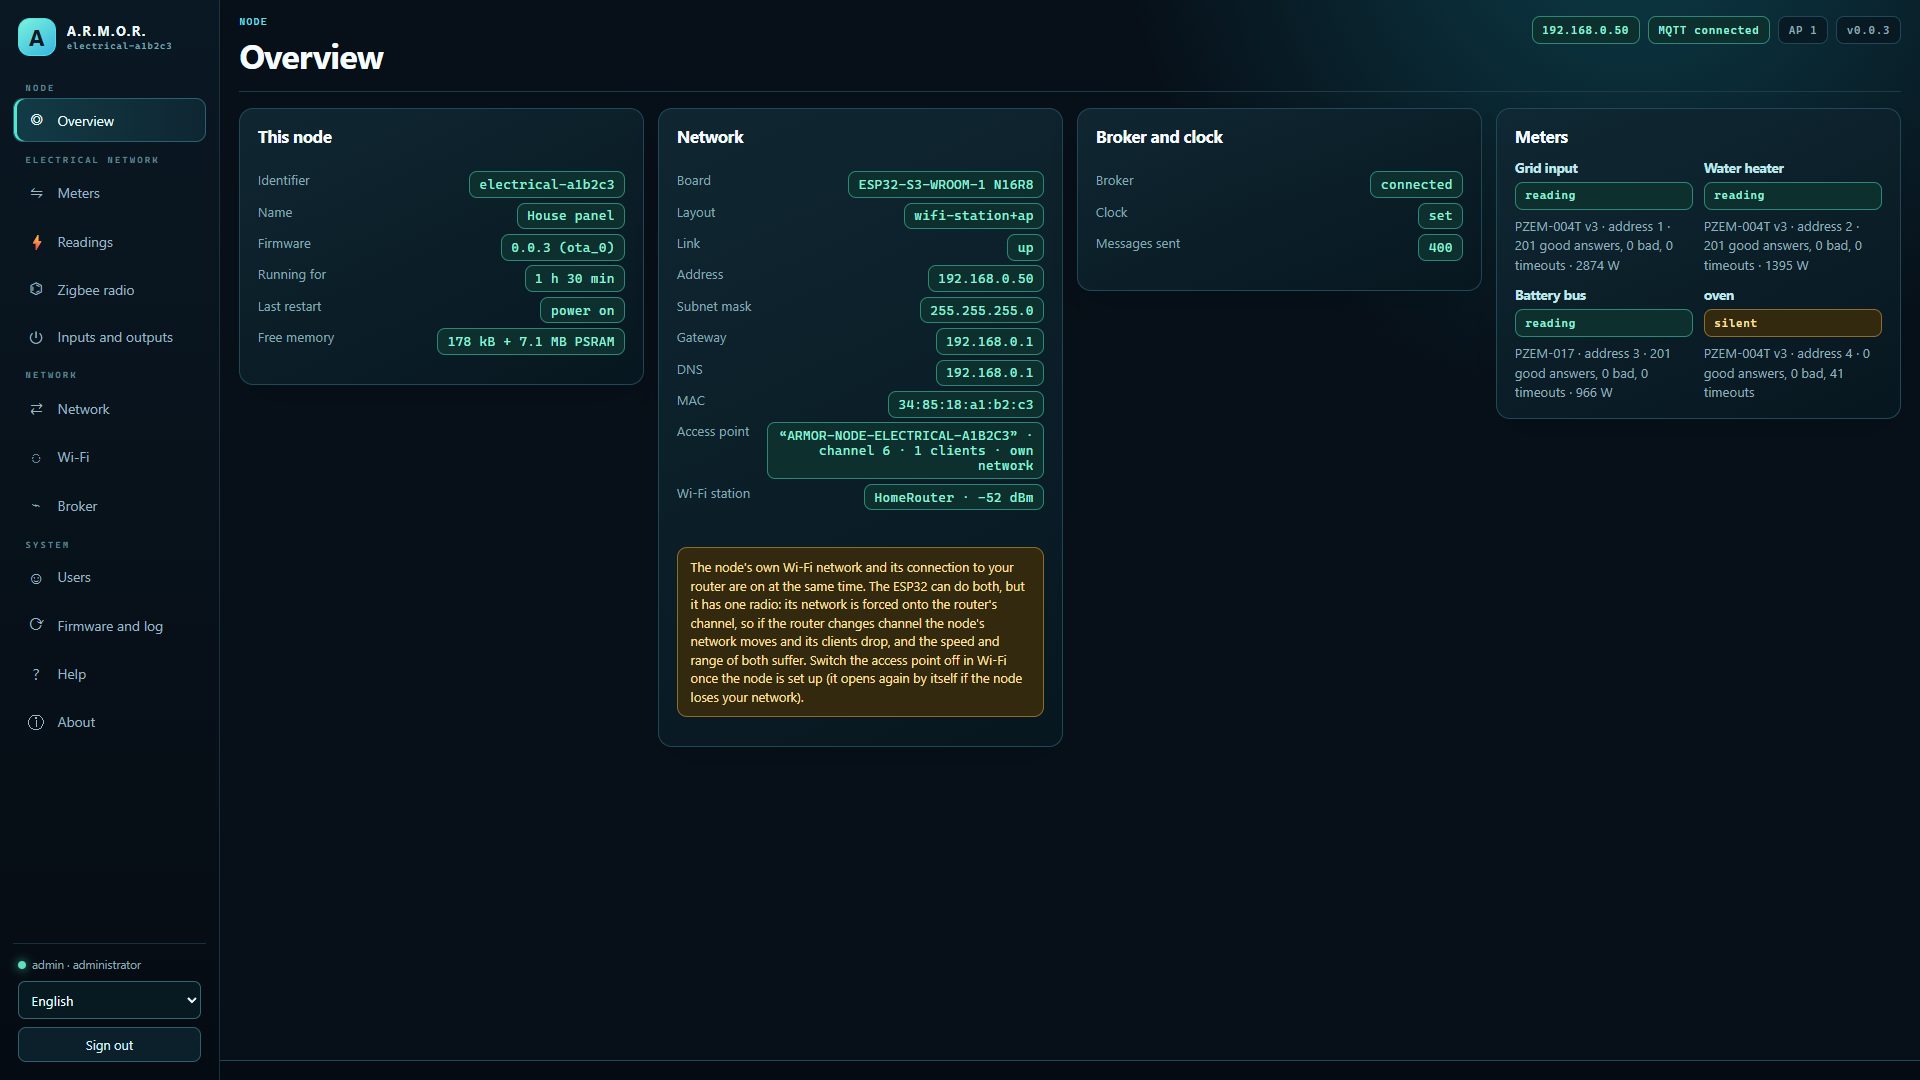 A
A.R.M.O.R.
electrical-a1b2c3
NODE
Overview
ELECTRICAL NETWORK
Meters
Readings
Zigbee radio
Inputs and outputs
NETWORK
Network
Wi-Fi
Broker
SYSTEM
Users
Firmware and log
? Help
About
admin · administrator
English
Sign out
NODE
Overview
192.168.0.50
MQTT connected
AP 1
v0.0.3
This node
Identifier electrical-a1b2c3
Name House panel
Firmware 0.0.3 (ota_0)
Running for 1 h 30 min
Last restart power on
Free memory 178 kB + 7.1 MB PSRAM
Network
Board ESP32-S3-WROOM-1 N16R8
Layout wifi-station+ap
Link up
Address 192.168.0.50
Subnet mask 255.255.255.0
Gateway 192.168.0.1
DNS 192.168.0.1
MAC 34:85:18:a1:b2:c3
Access point “ARMOR-NODE-ELECTRICAL-A1B2C3” ·
channel 6 · 1 clients · own
network
Wi-Fi station HomeRouter · -52 dBm
The node's own Wi-Fi network and its connection to your
router are on at the same time. The ESP32 can do both, but
it has one radio: its network is forced onto the router's
channel, so if the router changes channel the node's
network moves and its clients drop, and the speed and
range of both suffer. Switch the access point off in Wi-Fi
once the node is set up (it opens again by itself if the node
loses your network).
Broker and clock
Broker connected
Clock set
Messages sent 400
Meters
Grid input
reading
PZEM-004T v3 · address 1 ·
201 good answers, 0 bad, 0
timeouts · 2874 W
Water heater
reading
PZEM-004T v3 · address 2 ·
201 good answers, 0 bad, 0
timeouts · 1395 W
Battery bus
reading
PZEM-017 · address 3 · 201
good answers, 0 bad, 0
timeouts · 966 W
oven
silent
PZEM-004T v3 · address 4 · 0
good answers, 0 bad, 41
timeouts